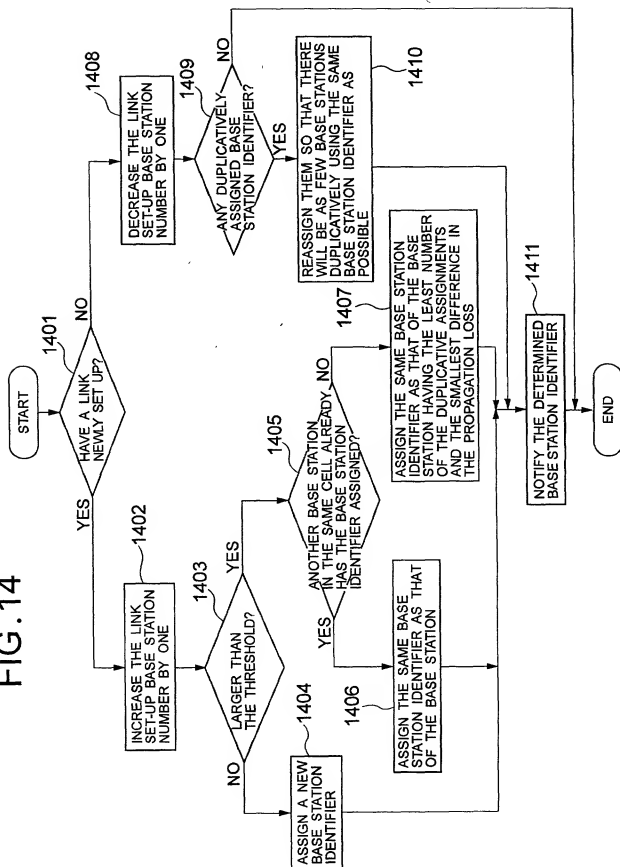 FIG. 14
START
1401
HAVE A LINK
NEWLY SET UP?
YES
NO
1402
INCREASE THE LINK
SET-UP BASE STATION
NUMBER BY ONE
1403
LARGER THAN
THE THRESHOLD?
NO
YES
1404
ASSIGN A NEW
BASE STATION
IDENTIFIER
1405
ANOTHER BASE STATION
IN THE SAME CELL ALREADY
HAS THE BASE STATION
IDENTIFIER ASSIGNED?
YES
NO
1406
ASSIGN THE SAME BASE
STATION IDENTIFIER AS THAT
OF THE BASE STATION
1407
ASSIGN THE SAME BASE STATION
IDENTIFIER AS THAT OF THE BASE
STATION HAVING THE LEAST NUMBER
OF THE DUPLICATIVE ASSIGNMENTS
AND THE SMALLEST DIFFERENCE IN
THE PROPAGATION LOSS
1408
DECREASE THE LINK
SET-UP BASE STATION
NUMBER BY ONE
1409
ANY DUPLICATIVELY
ASSIGNED BASE
STATION IDENTIFIER?
NO
YES
1410
REASSIGN THEM SO THAT THERE
WILL BE AS FEW BASE STATIONS
DUPLICATIVELY USING THE SAME
BASE STATION IDENTIFIER AS
POSSIBLE
1411
NOTIFY THE DETERMINED
BASE STATION IDENTIFIER
END